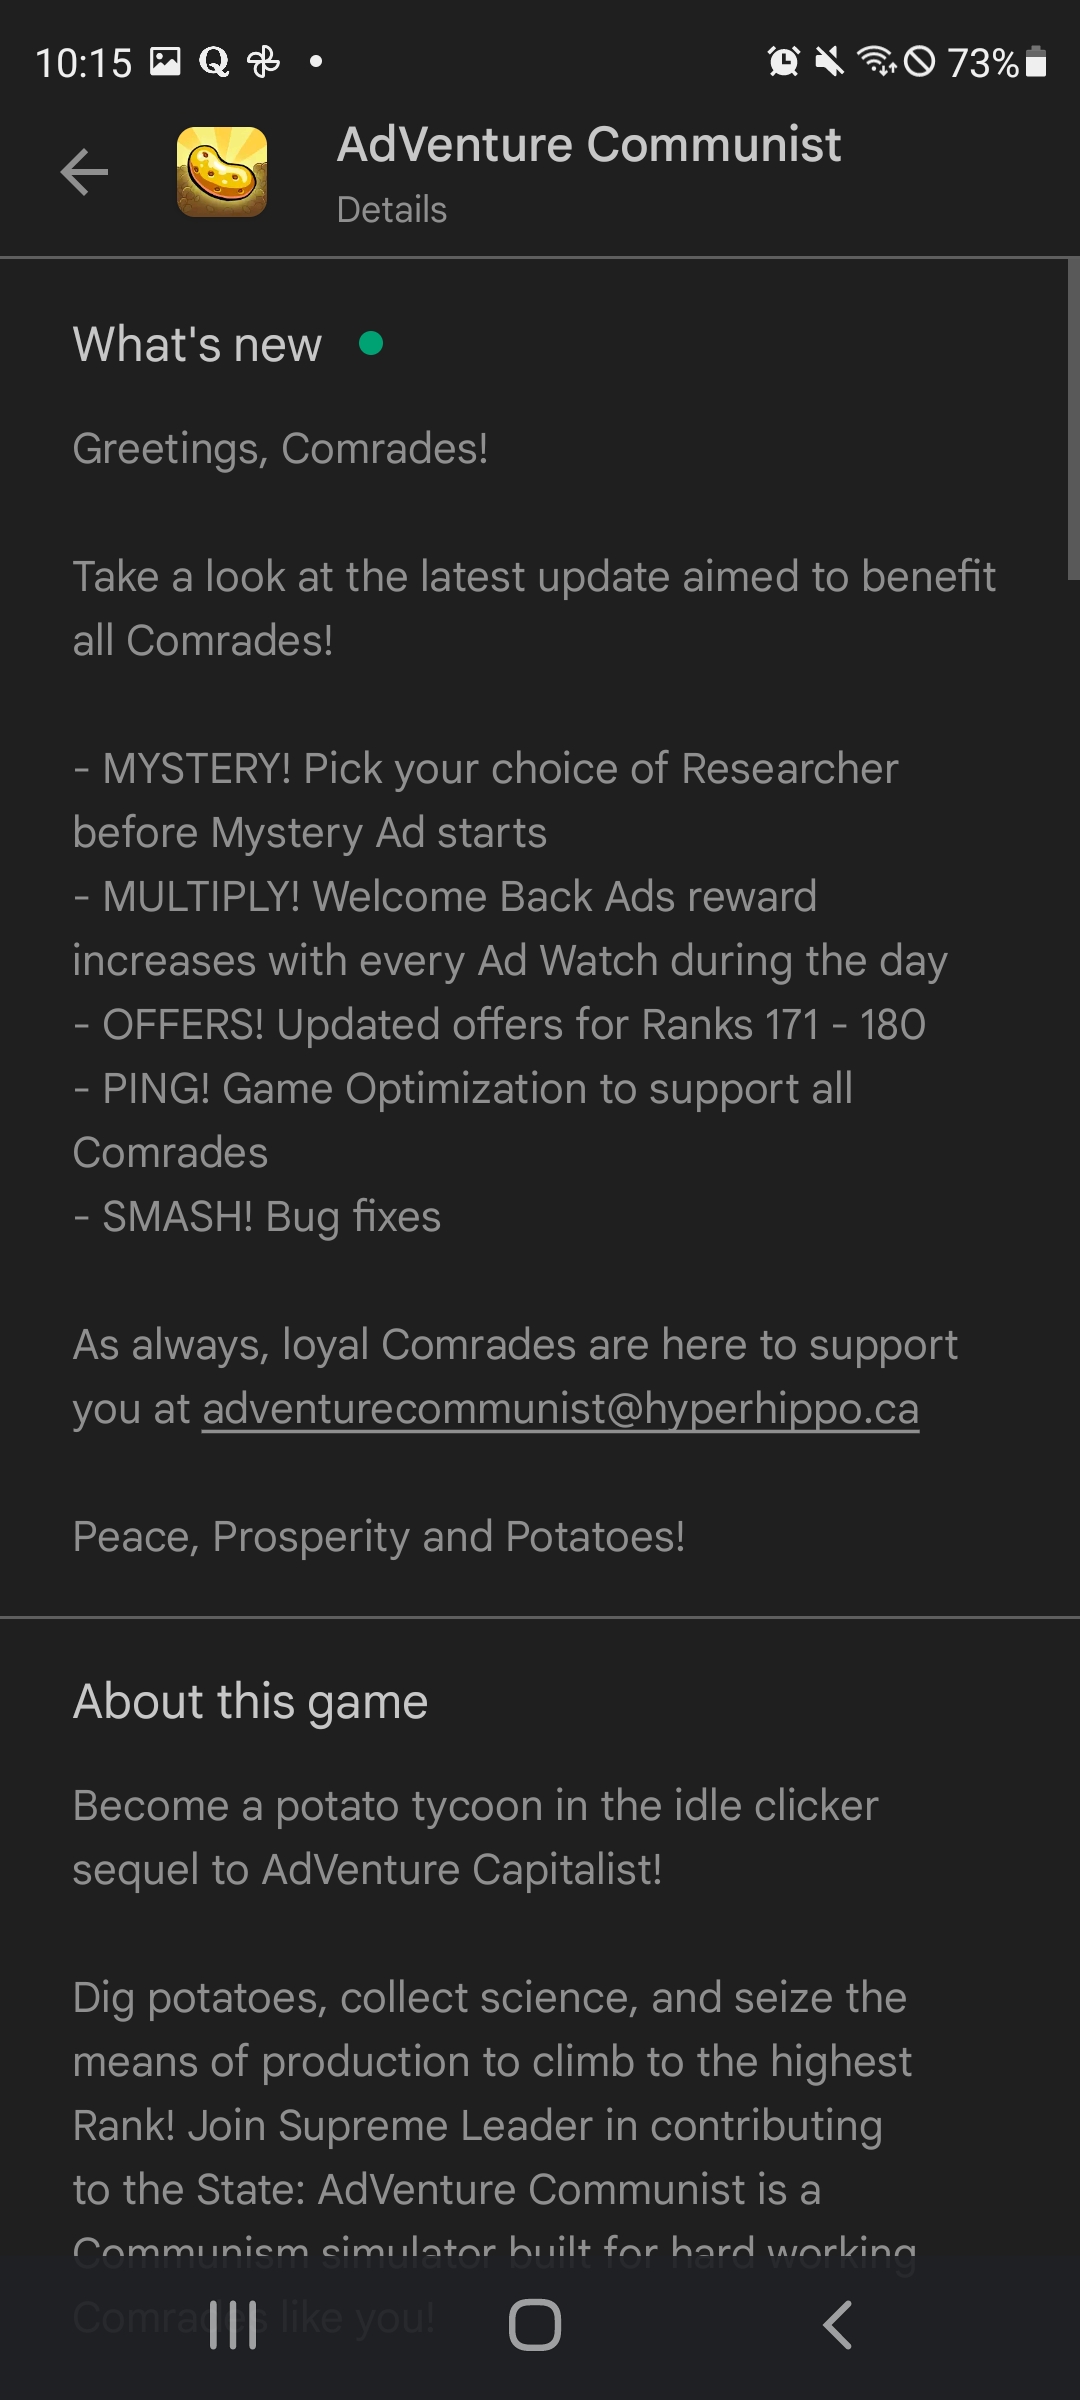 10:15
73%
AdVenture Communist
Details
What's new
Greetings, Comrades!
Take a look at the latest update aimed to benefit
all Comrades!
- MYSTERY! Pick your choice of Researcher
before Mystery Ad starts
- MULTIPLY! Welcome Back Ads reward
increases with every Ad Watch during the day
- OFFERS! Updated offers for Ranks 171 - 180
- PING! Game Optimization to support all
Comrades
- SMASH! Bug fixes
As always, loyal Comrades are here to support
you at adventurecommunist@hyperhippo.ca
Peace, Prosperity and Potatoes!
About this game
Become a potato tycoon in the idle clicker
sequel to AdVenture Capitalist!
Dig potatoes, collect science, and seize the
means of production to climb to the highest
Rank! Join Supreme Leader in contributing
to the State: AdVenture Communist is a
Communism simulator built for hard working
Comrades like you!